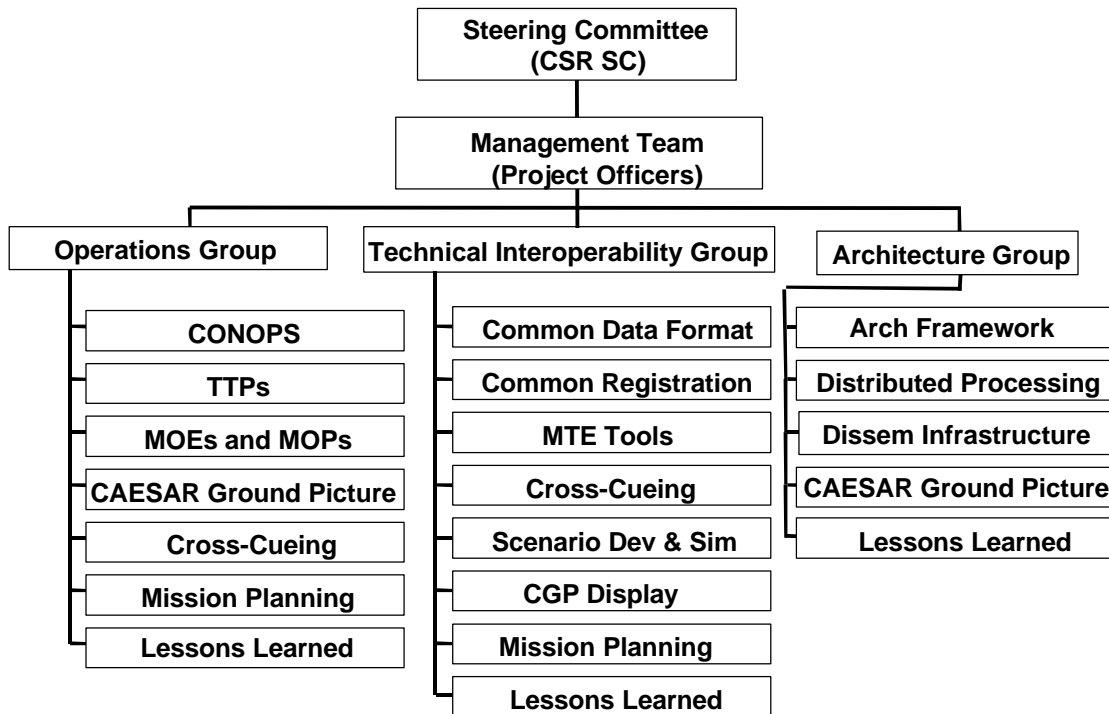 Steering Committee
(CSR SC)
Management Team
(Project Officers)
Operations Group
Technical Interoperability Group
Architecture Group
CONOPS
TTPs
MOEs and MOPs
CAESAR Ground Picture
Cross-Cueing
Mission Planning
Lessons Learned
Common Data Format
Common Registration
MTE Tools
Cross-Cueing
Scenario Dev & Sim
CGP Display
Mission Planning
Lessons Learned
Arch Framework
Distributed Processing
Dissem Infrastructure
CAESAR Ground Picture
Lessons Learned